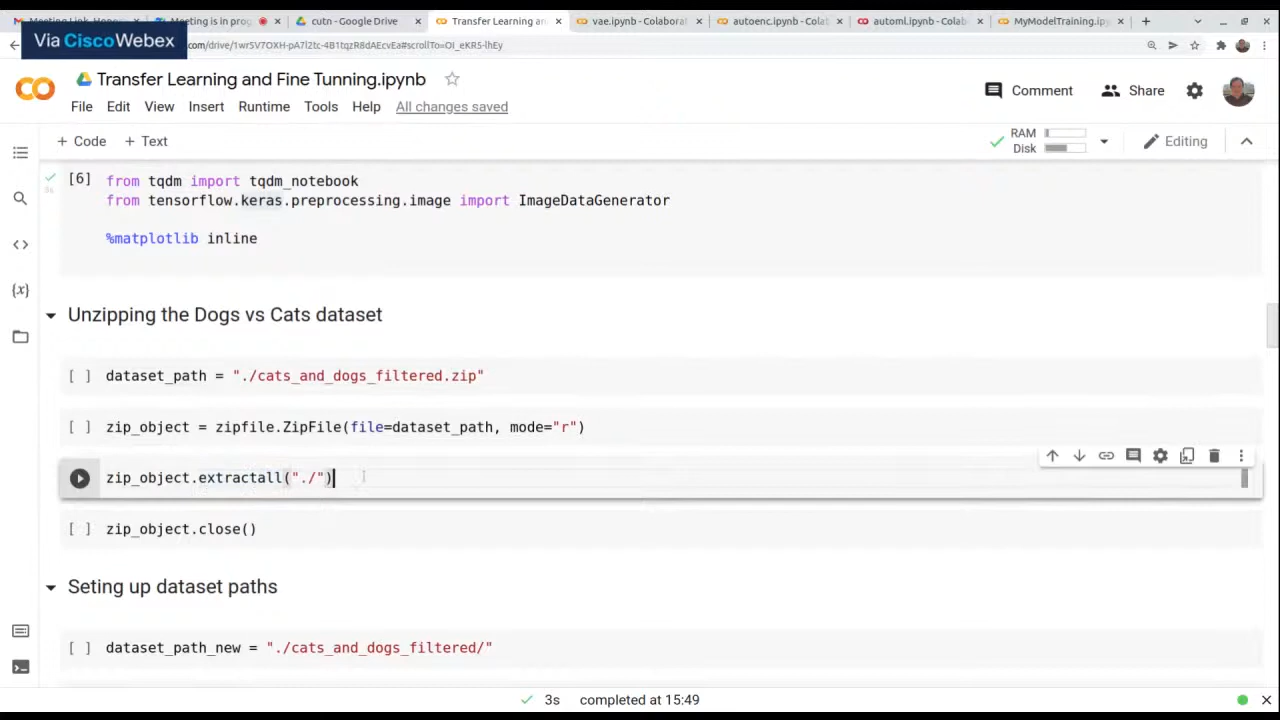 Meeting Link, Hone
Meeting is in prog
cutn - Google Drive
Transfer Learning an
vae.ipynb - Colabora
autoenc.ipynb - Colab
automl.ipynb - Colab
MyModelTraining.ipy
Via CiscoWebex
Transfer Learning and Fine Tunning.ipynb
Comment
Share
File Edit View Insert Runtime Tools Help All changes saved
+ Code + Text
RAM
Disk
Editing
[6] from tqdm import tqdm_notebook
from tensorflow.keras.preprocessing.image import ImageDataGenerator
%matplotlib inline
Unzipping the Dogs vs Cats dataset
[ ] dataset_path = "./cats_and_dogs_filtered.zip"
[ ] zip_object = zipfile.ZipFile(file=dataset_path, mode="r")
zip_object.extractall("./")
[ ] zip_object.close()
Seting up dataset paths
[ ] dataset_path_new = "./cats_and_dogs_filtered/"
3s completed at 15:49